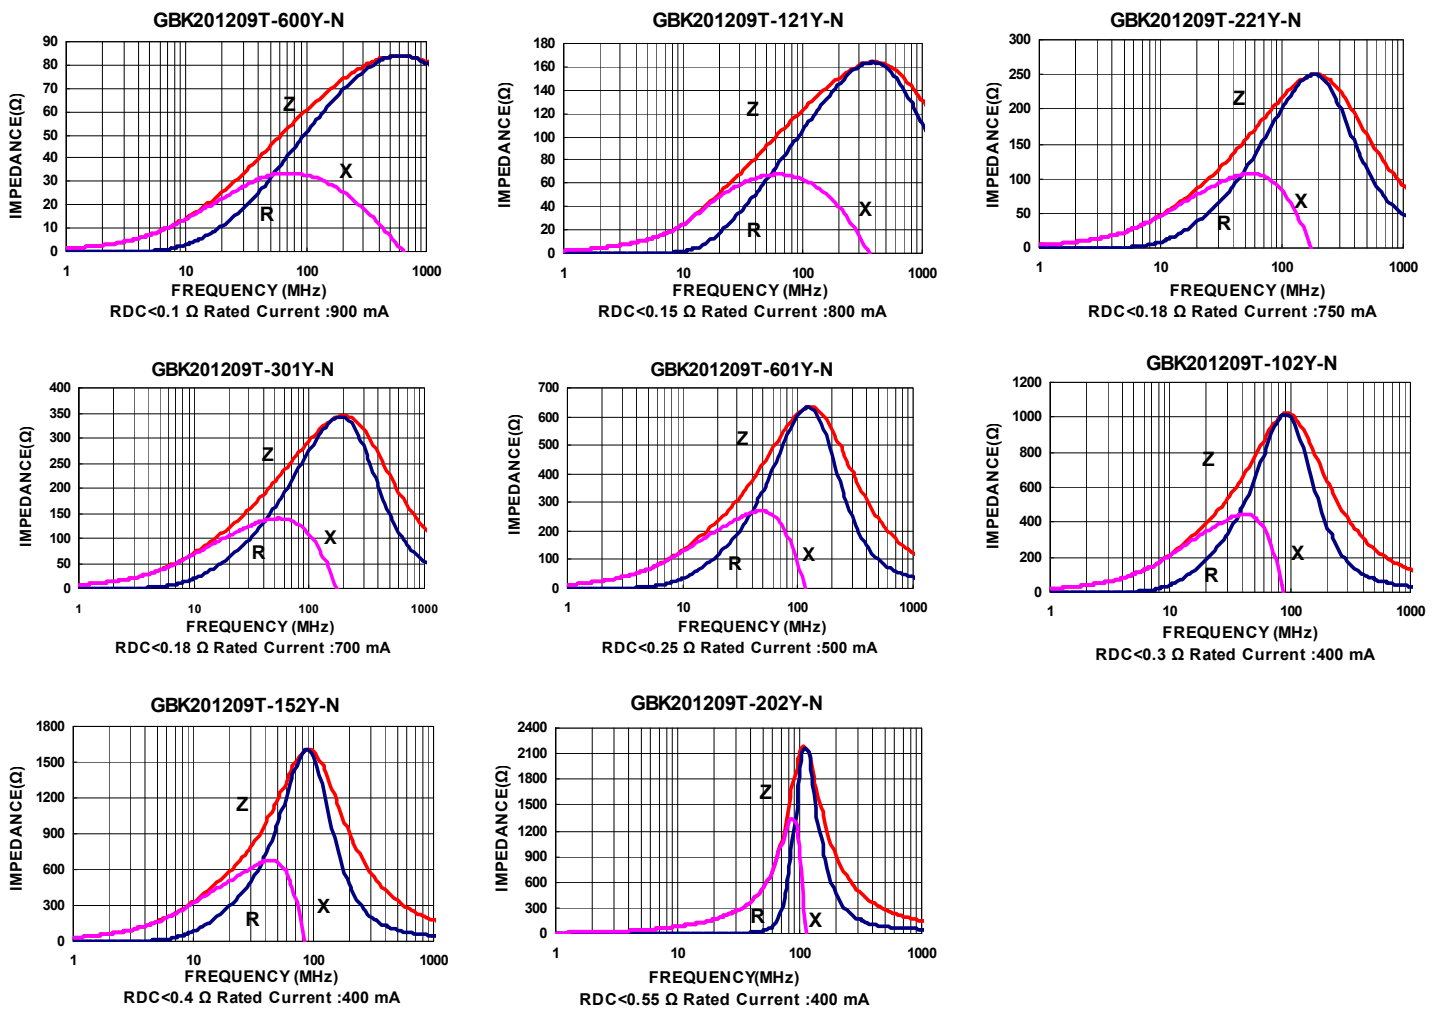 GBK201209T-600Y-N
IMPEDANCE(Ω)
90
80
70
60
50
40
30
20
10
0
Z
X
R
1 10 100 1000
FREQUENCY (MHz)
RDC<0.1 Ω Rated Current :900 mA
GBK201209T-121Y-N
IMPEDANCE(Ω)
180
160
140
120
100
80
60
40
20
0
Z
X
R
1 10 100 1000
FREQUENCY (MHz)
RDC<0.15 Ω Rated Current :800 mA
GBK201209T-221Y-N
IMPEDANCE(Ω)
300
250
200
150
100
50
0
Z
X
R
1 10 100 1000
FREQUENCY (MHz)
RDC<0.18 Ω Rated Current :750 mA
GBK201209T-301Y-N
IMPEDANCE(Ω)
400
350
300
250
200
150
100
50
0
Z
X
R
1 10 100 1000
FREQUENCY (MHz)
RDC<0.18 Ω Rated Current :700 mA
GBK201209T-601Y-N
IMPEDANCE(Ω)
700
600
500
400
300
200
100
0
Z
X
R
1 10 100 1000
FREQUENCY (MHz)
RDC<0.25 Ω Rated Current :500 mA
GBK201209T-102Y-N
IMPEDANCE(Ω)
1200
1000
800
600
400
200
0
Z
X
R
1 10 100 1000
FREQUENCY (MHz)
RDC<0.3 Ω Rated Current :400 mA
GBK201209T-152Y-N
IMPEDANCE(Ω)
1800
1500
1200
900
600
300
0
Z
X
R
1 10 100 1000
FREQUENCY (MHz)
RDC<0.4 Ω Rated Current :400 mA
GBK201209T-202Y-N
IMPEDANCE(Ω)
2400
2100
1800
1500
1200
900
600
300
0
Z
R
X
1 10 100 1000
FREQUENCY(MHz)
RDC<0.55 Ω Rated Current :400 mA